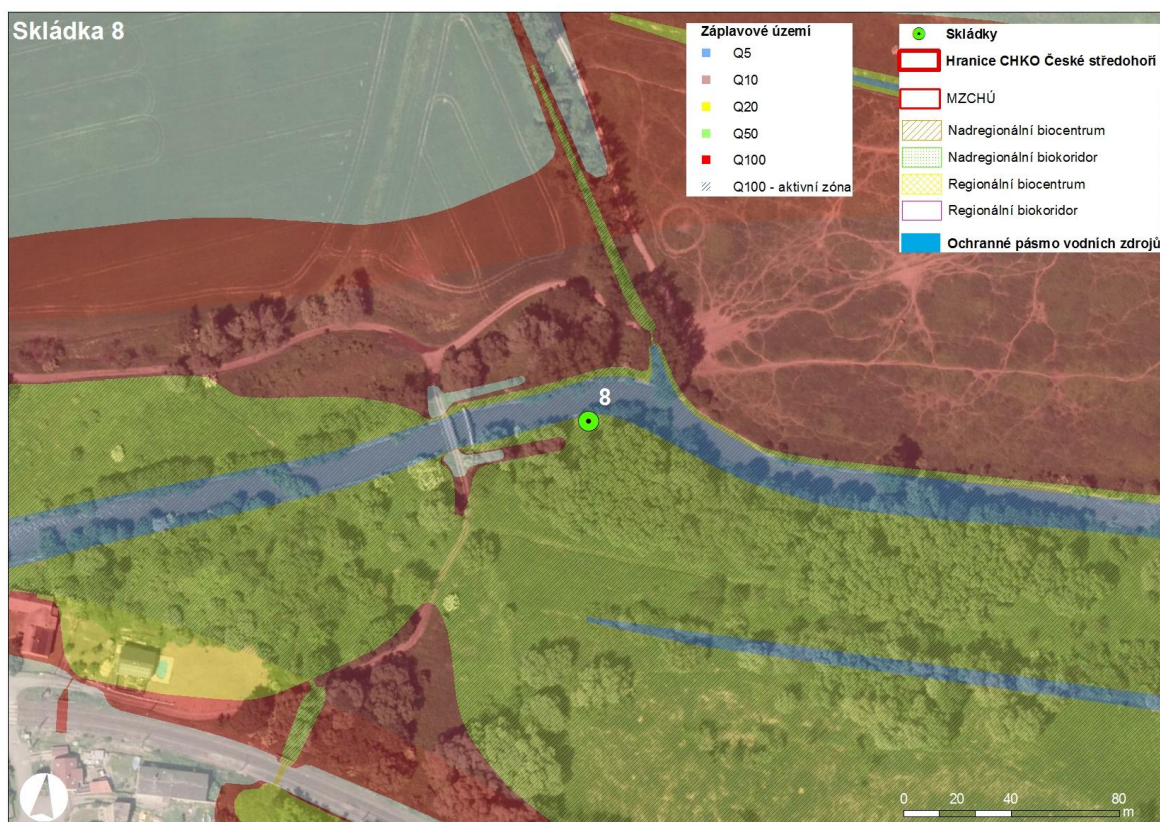 Skládka 8
Záplavové území
Q5
Q10
Q20
Q50
Q100
Q100 - aktivní zóna
Skládky
Hranice CHKO České středohoří
MZCHÚ
Nadregionální biocentrum
Nadregionální biokoridor
Regionální biocentrum
Regionální biokoridor
Ochranné pásmo vodních zdrojů
8
0 20 40 80
m